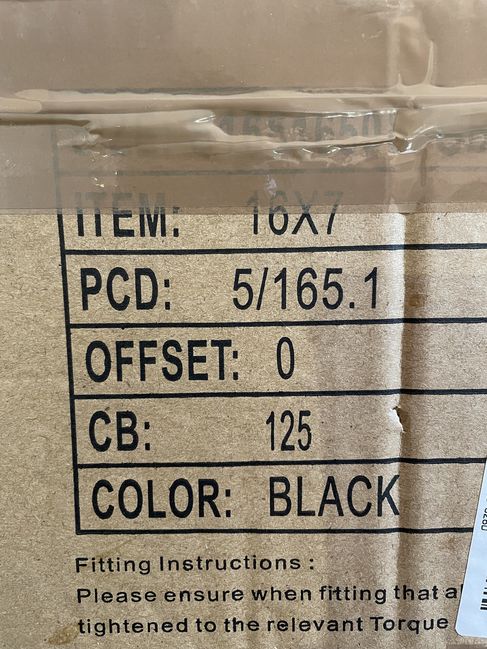 ITEM: 16X7
PCD: 5/165.1
OFFSET: 0
CB: 125
COLOR: BLACK
Fitting Instructions :
Please ensure when fitting that
tightened to the relevant Torque